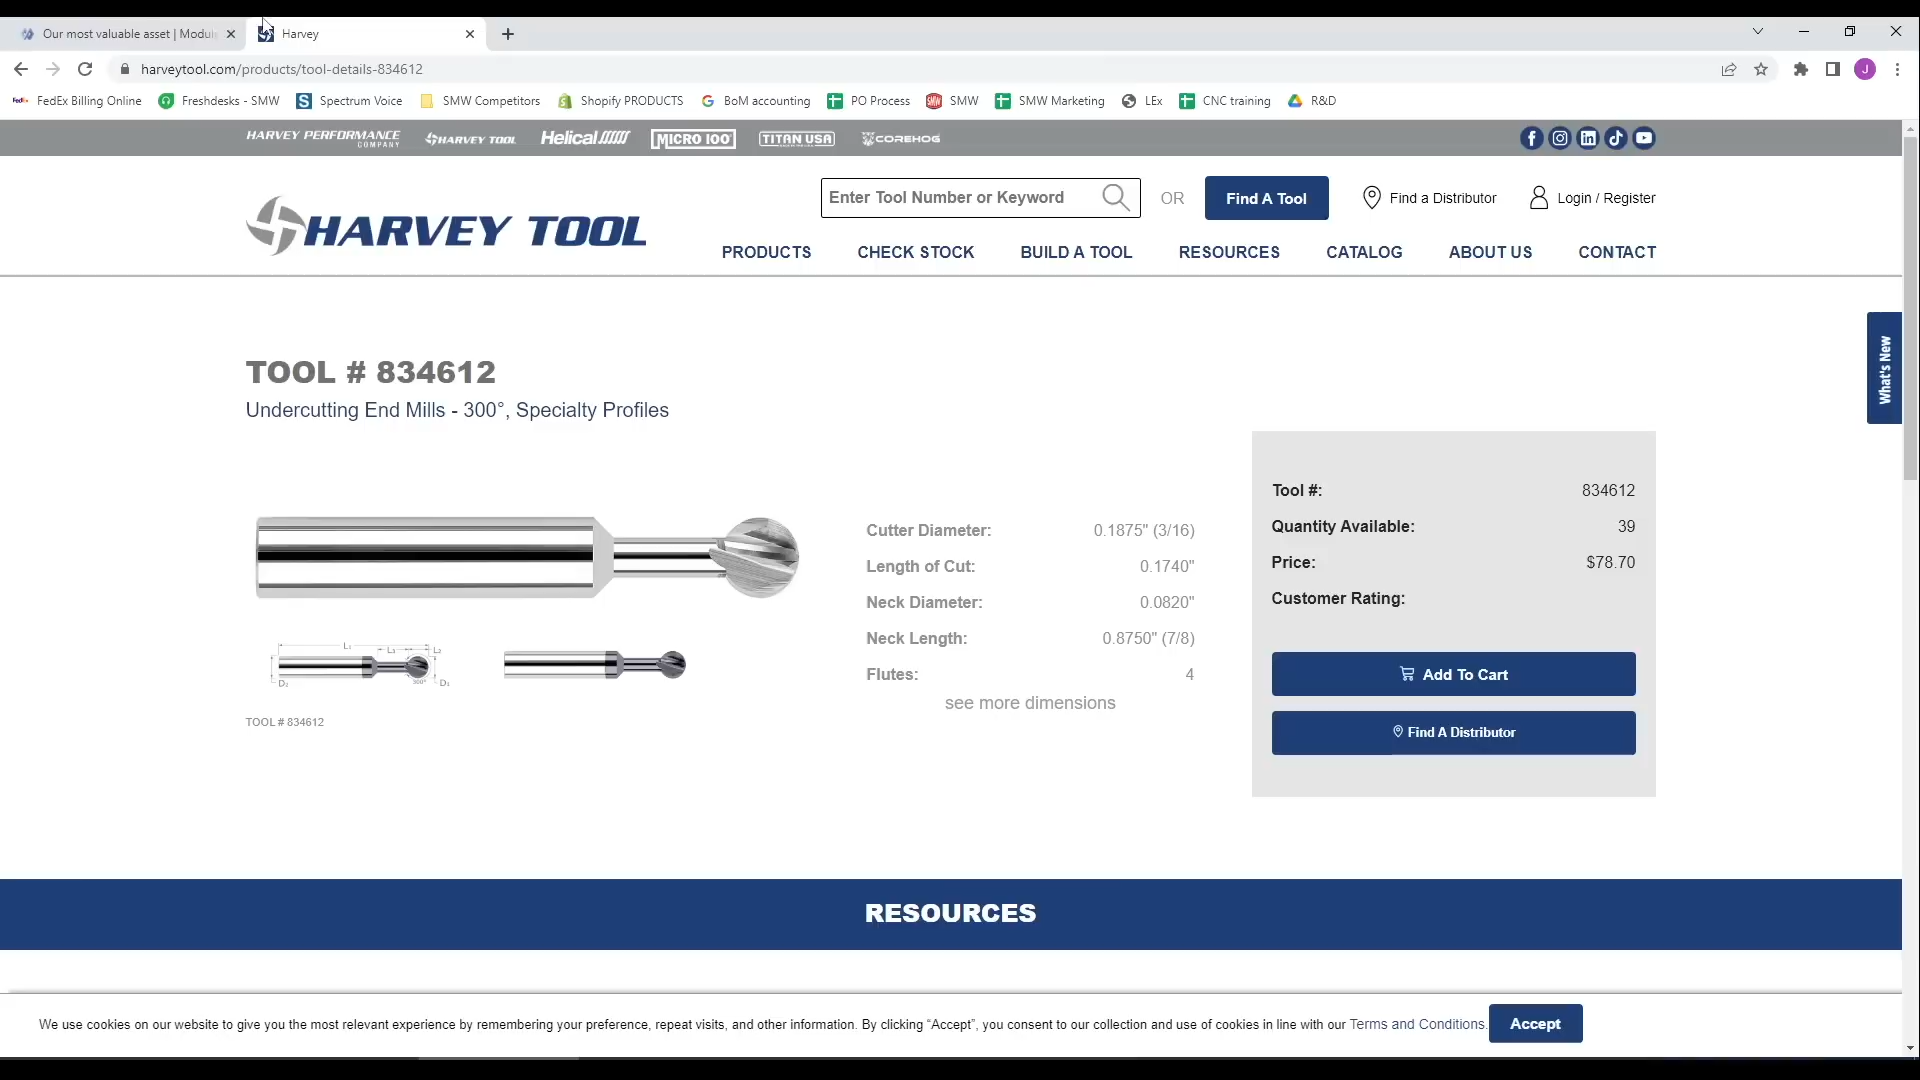 Our most valuable asset | Modul
Harvey
harveytool.com/products/tool-details-834612
J
FedEx Billing Online
Freshdesks - SMW
Spectrum Voice
SMW Competitors
Shopify PRODUCTS
BoM accounting
PO Process
SMW
SMW Marketing
LEx
CNC training
R&D
HARVEY PERFORMANCE
COMPANY
HARVEY TOOL
Helical
MICRO 100
TITAN USA
COREHOG
Enter Tool Number or Keyword
OR
Find A Tool
Find a Distributor
Login / Register
HARVEY TOOL
PRODUCTS
CHECK STOCK
BUILD A TOOL
RESOURCES
CATALOG
ABOUT US
CONTACT
What's New
TOOL # 834612
Undercutting End Mills - 300°, Specialty Profiles
Cutter Diameter: 0.1875" (3/16)
Length of Cut: 0.1740"
Neck Diameter: 0.0820"
Neck Length: 0.8750" (7/8)
Flutes: 4
see more dimensions
Tool #: 834612
Quantity Available: 39
Price: $78.70
Customer Rating:
Add To Cart
Find A Distributor
L₁
L₃
L₂
D₂
300°
D₁
TOOL # 834612
RESOURCES
We use cookies on our website to give you the most relevant experience by remembering your preference, repeat visits, and other information. By clicking “Accept”, you consent to our collection and use of cookies in line with our Terms and Conditions.
Accept